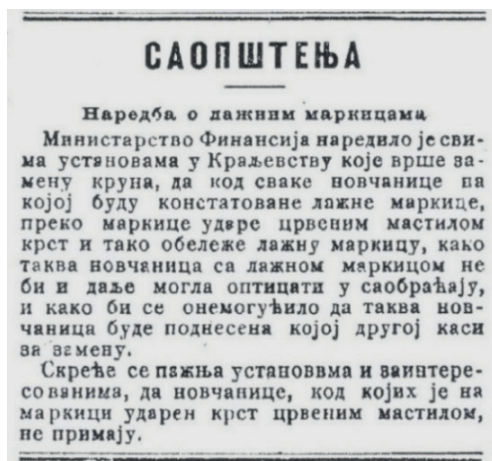 САОПШТЕЊА
Наредба о лажним маркицама
Министарство Финансија наредило је сви-
ма установама у Краљевству које врше за-
мену круна, да код сваке новчанице на
којој буду констатоване лажне маркице,
преко маркице ударе црвеним мастилом
крст и тако обележе лажну маркицу, како
таква новчаница са лажном маркицом не
би и даље могла оптицати у саобраћају,
и како би се онемогућило да таква нов-
чаница буде поднесена којој другој каси
за замену.
Скреће се пажња установвма и заинтере-
сованима, да новчанице, код којих је на
маркици ударен крст црвеним мастилом,
не примају.